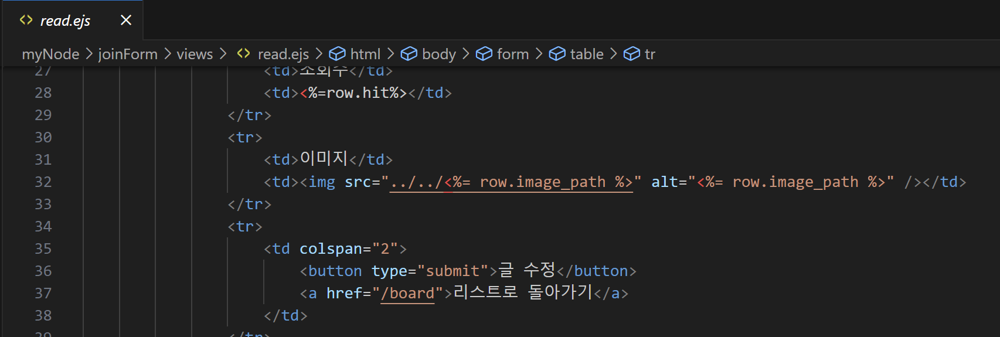 read.ejs
myNode > joinForm > views > read.ejs > html > body > form > table > tr
27 <td>조회수</td>
28 <td><%=row.hit%></td>
29 </tr>
30 <tr>
31 <td>이미지</td>
32 <td><img src="../../<%= row.image_path %>" alt="<%= row.image_path %>" /></td>
33 </tr>
34 <tr>
35 <td colspan="2">
36 <button type="submit">글 수정</button>
37 <a href="/board">리스트로 돌아가기</a>
38 </td>
39 </tr>